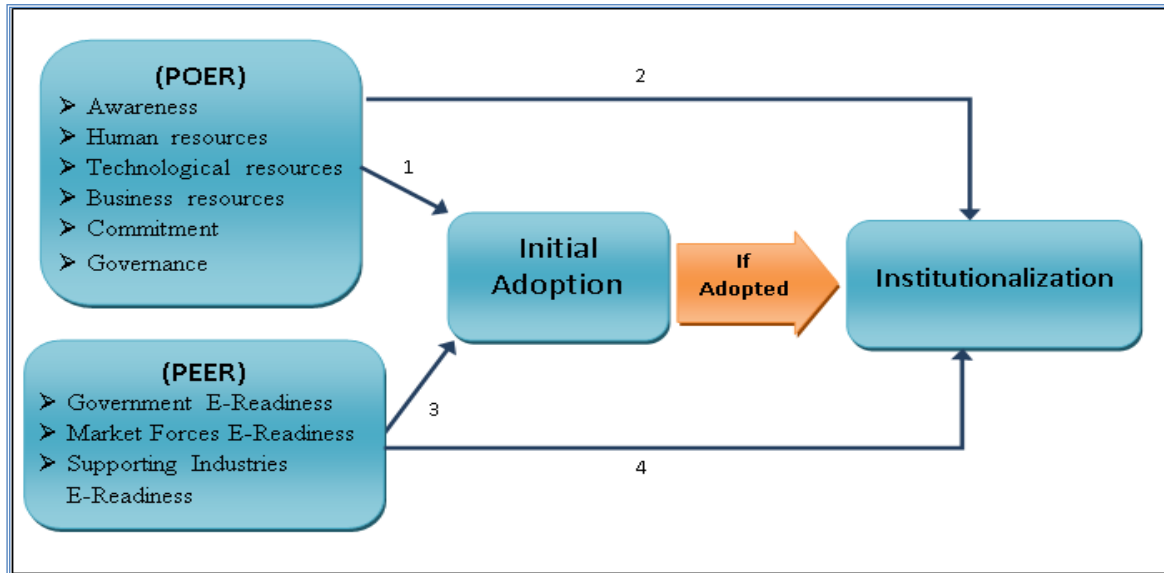 (POER)
Awareness
Human resources
Technological resources
Business resources
Commitment
Governance
2
1
Initial
Adoption
If
Adopted
Institutionalization
(PEER)
Government E-Readiness
Market Forces E-Readiness
Supporting Industries
E-Readiness
3
4